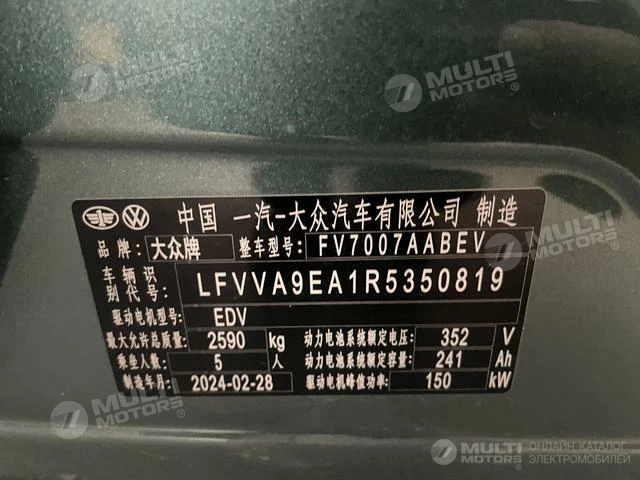 中国 一汽-大众汽车有限公司 制造
品牌: 大众牌 整车型号: FV7007AABEV
车辆识别代号: LFVVA9EA1R5350819
驱动电机型号: EDV
最大允许总质量: 2590 kg 动力电池系统额定电压: 352 V
乘坐人数: 5 人 动力电池系统额定容量: 241 Ah
制造年月: 2024-02-28 驱动电机峰值功率: 150 kW
MULTI MOTORS®
MULTI MOTORS®
MULTI MOTORS®
MULTI MOTORS®
MULTI MOTORS® ОНЛАЙН-КАТАЛОГ ЭЛЕКТРОМОБИЛЕЙ